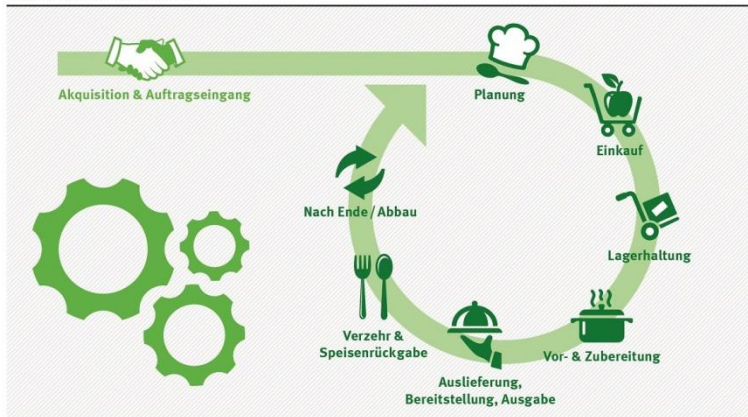 Akquisition & Auftragseingang
Planung
Einkauf
Lagerhaltung
Vor- & Zubereitung
Auslieferung,
Bereitstellung, Ausgabe
Verzehr &
Speisenrückgabe
Nach Ende / Abbau